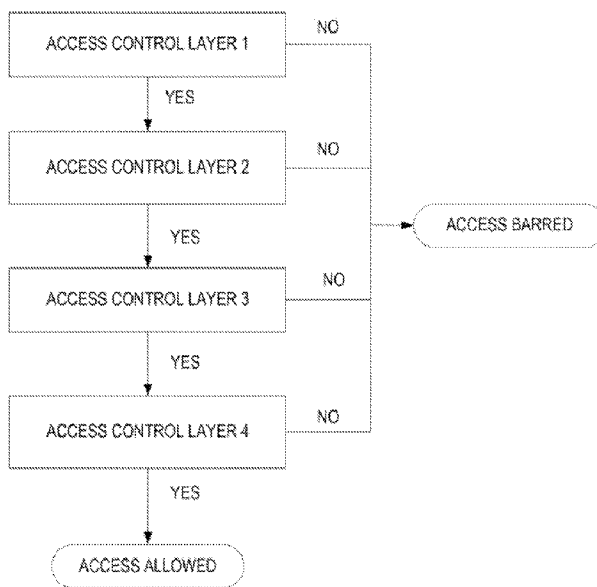 ACCESS CONTROL LAYER 1
NO
YES
ACCESS CONTROL LAYER 2
NO
ACCESS BARRED
YES
ACCESS CONTROL LAYER 3
NO
YES
ACCESS CONTROL LAYER 4
NO
YES
ACCESS ALLOWED